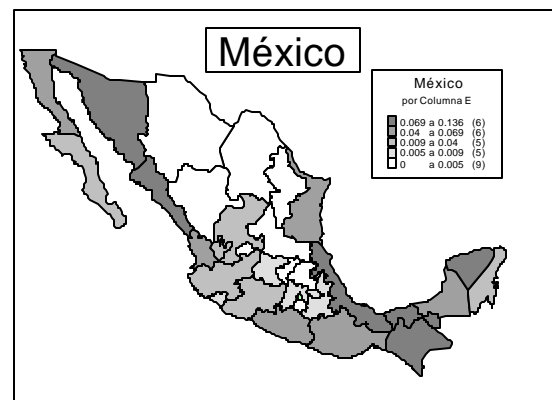 México
México
por Columna E
0.069 a 0.136 (6)
0.04 a 0.069 (6)
0.009 a 0.04 (5)
0.005 a 0.009 (5)
0 a 0.005 (9)